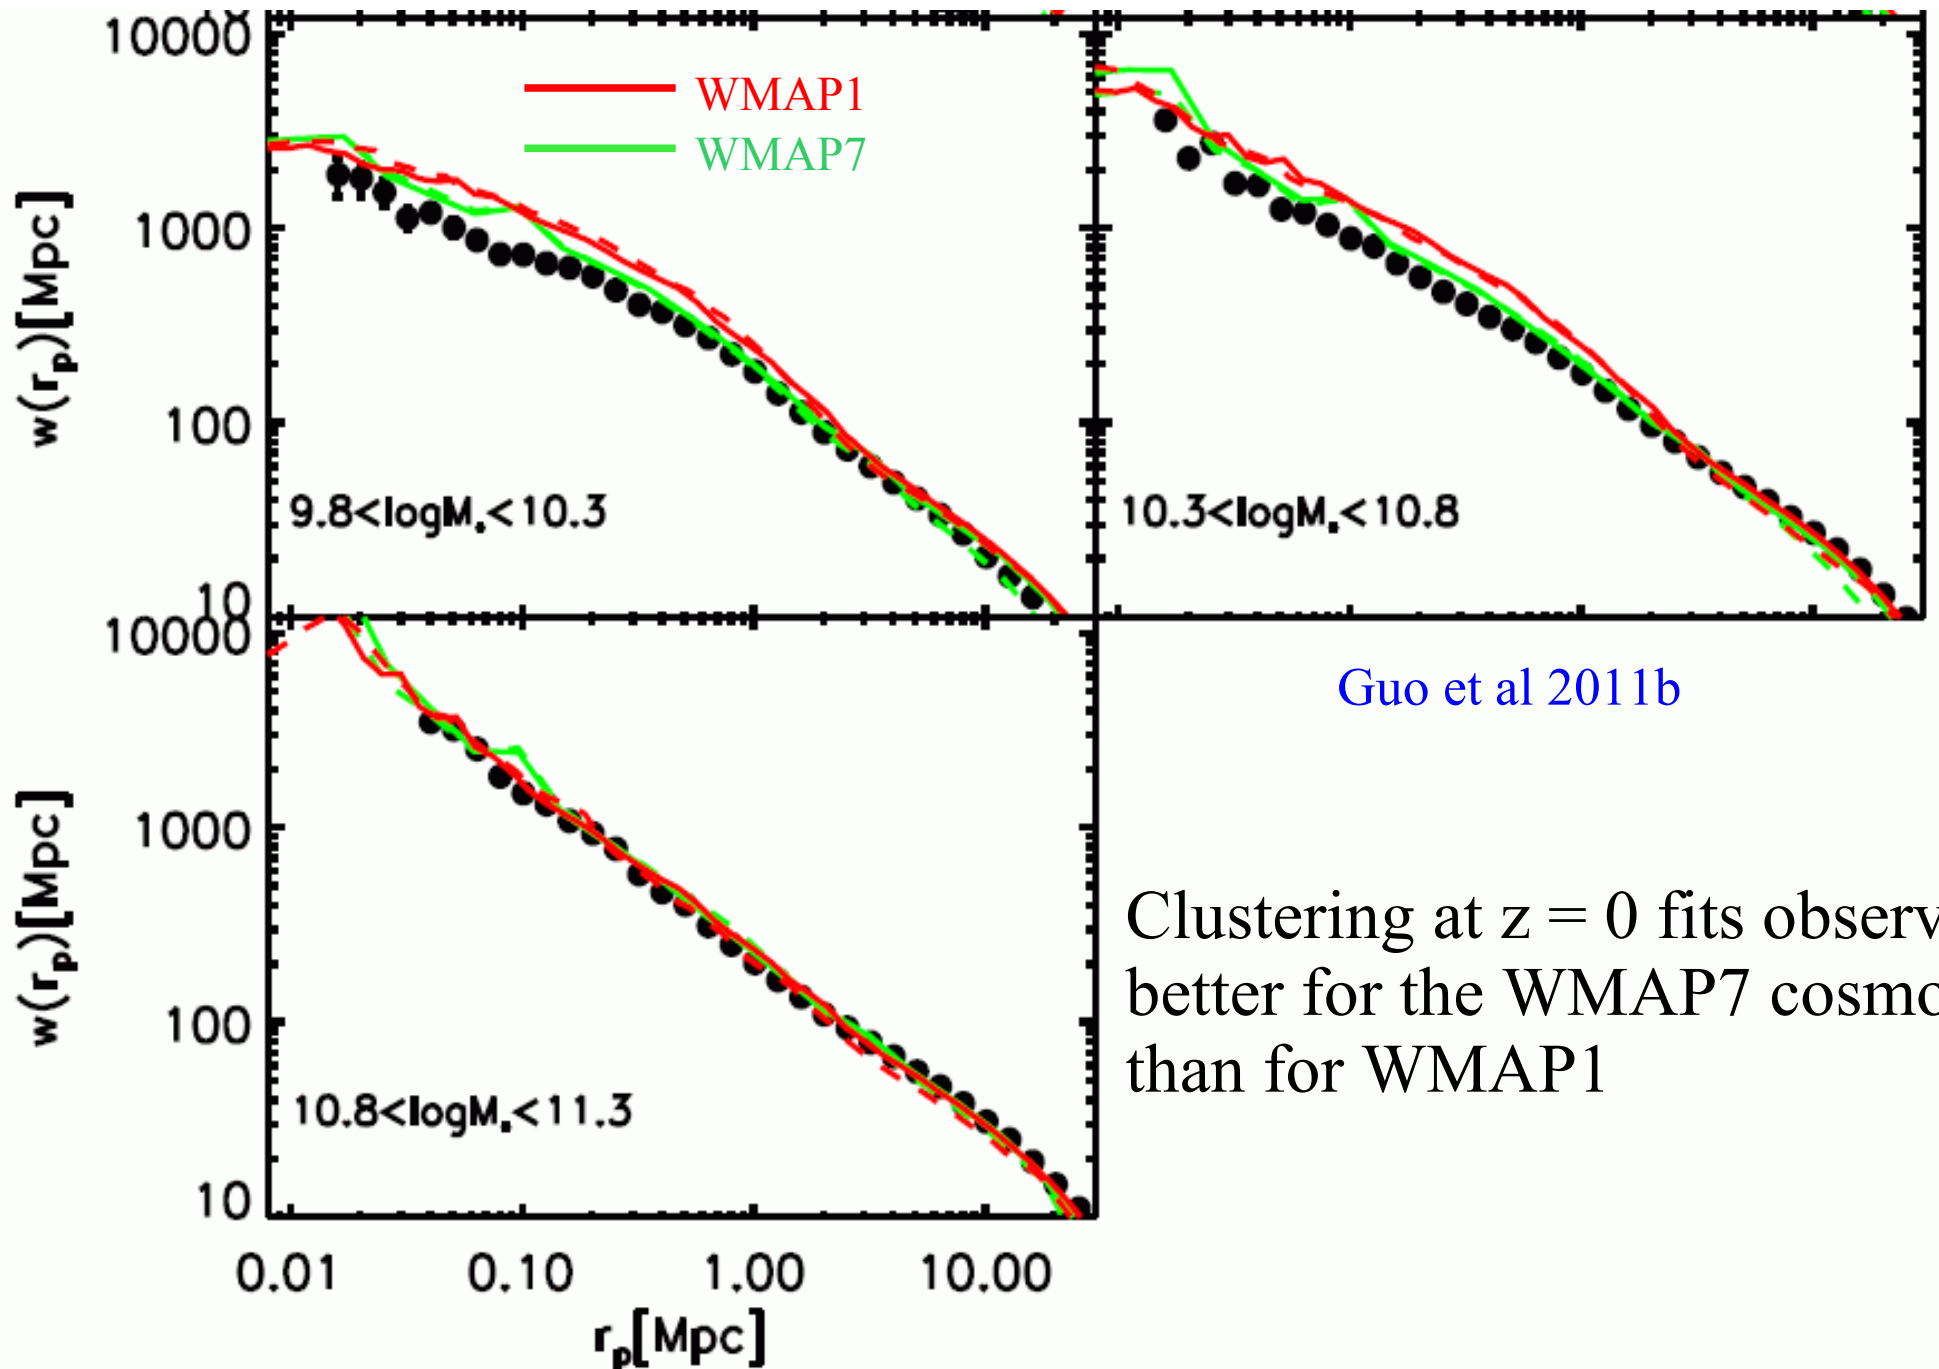 10000
WMAP1
WMAP7
1000
w(rp)[Mpc]
100
9.8<logM*<10.3
10.3<logM*<10.8
10
10000
Guo et al 2011b
1000
w(rp)[Mpc]
Clustering at z = 0 fits observ
better for the WMAP7 cosmo
than for WMAP1
100
10.8<logM*<11.3
10
0.01 0.10 1.00 10.00
rp[Mpc]